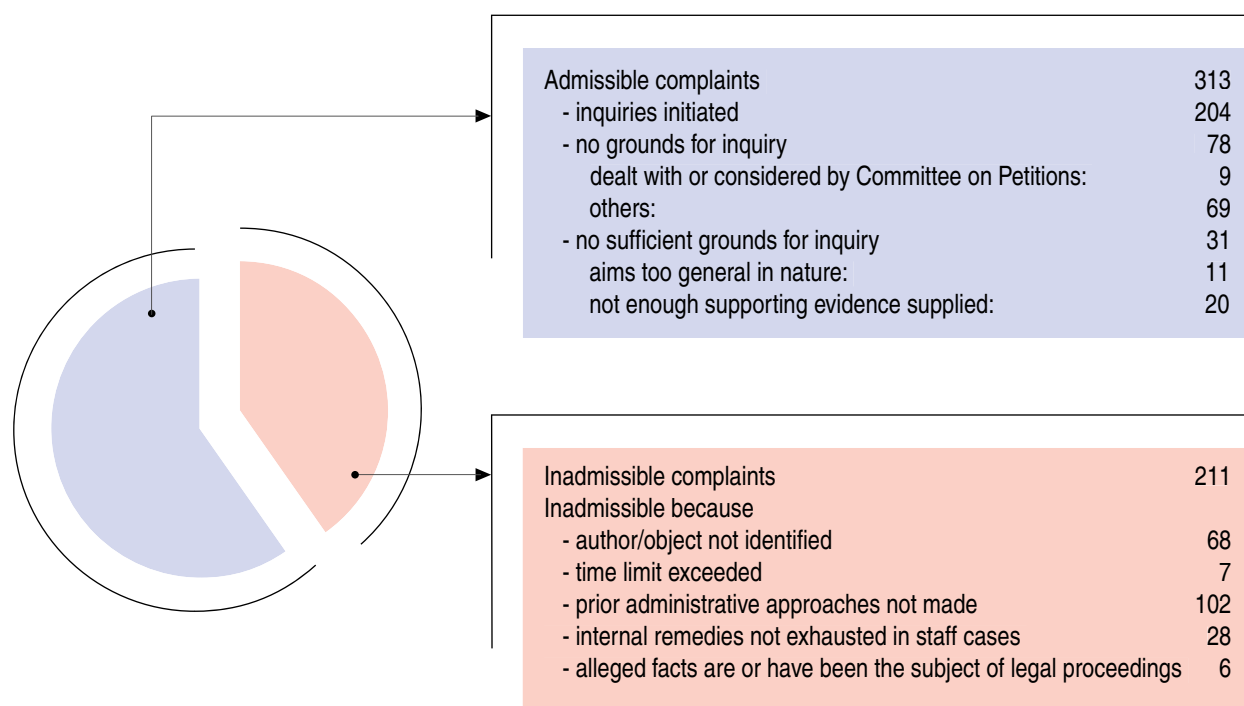 Admissible complaints 313
- inquiries initiated 204
- no grounds for inquiry 78
dealt with or considered by Committee on Petitions: 9
others: 69
- no sufficient grounds for inquiry 31
aims too general in nature: 11
not enough supporting evidence supplied: 20
Inadmissible complaints 211
Inadmissible because
- author/object not identified 68
- time limit exceeded 7
- prior administrative approaches not made 102
- internal remedies not exhausted in staff cases 28
- alleged facts are or have been the subject of legal proceedings 6